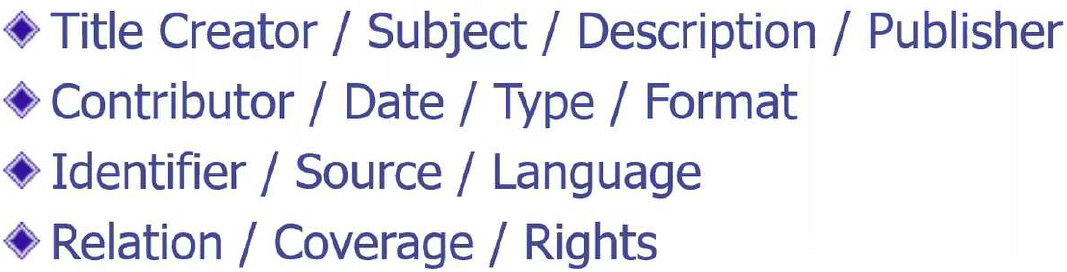 Title Creator / Subject / Description / Publisher
Contributor / Date / Type / Format
Identifier / Source / Language
Relation / Coverage / Rights